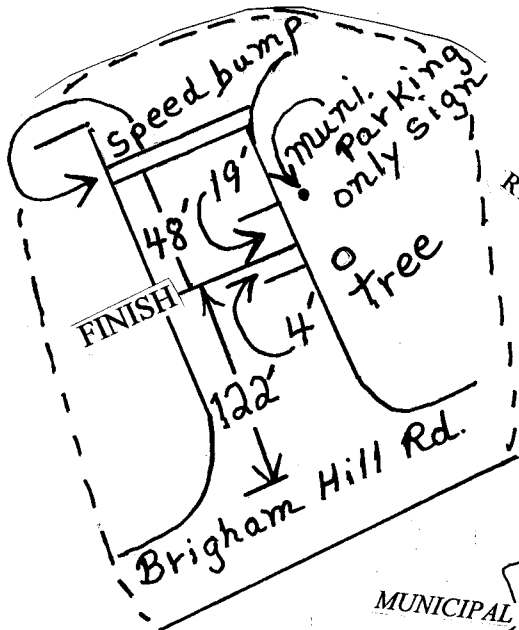 Speed bump
muni.
Parking
only sign
19'
48'
tree
FINISH
4'
122'
Brigham Hill Rd.
MUNICIPAL